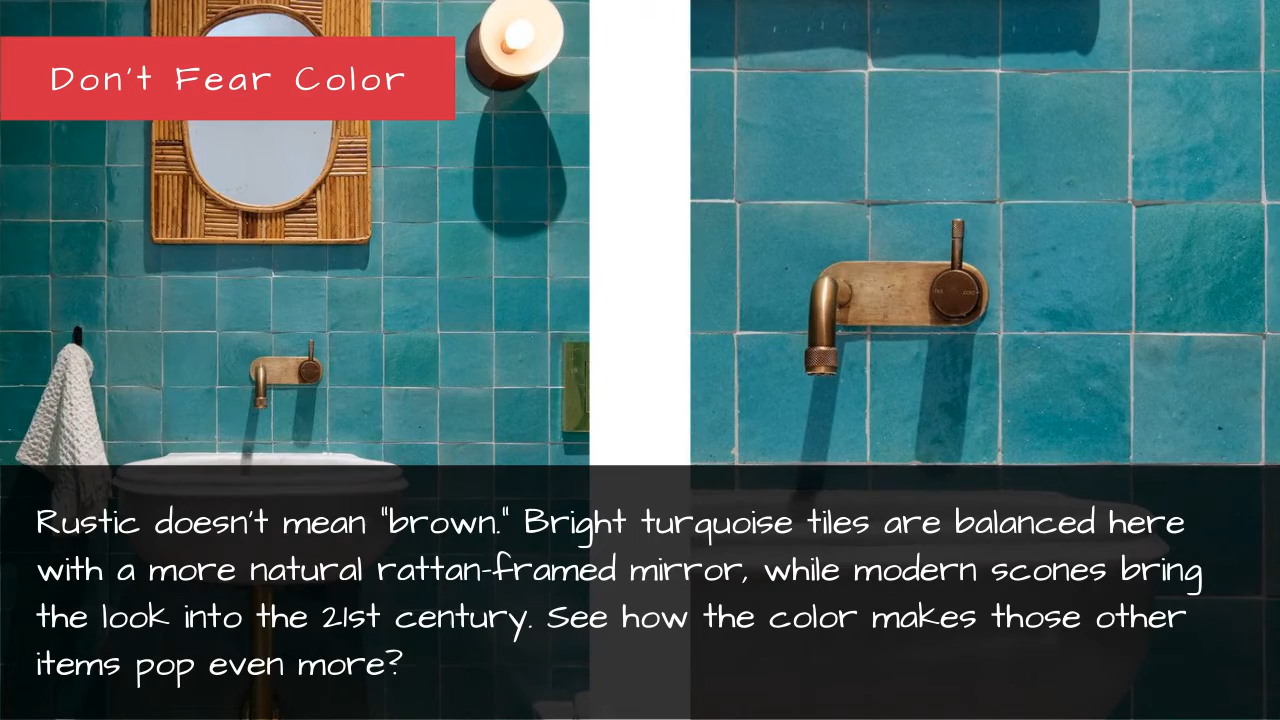 Don't Fear Color
Rustic doesn't mean "brown." Bright turquoise tiles are balanced here
with a more natural rattan-framed mirror, while modern scones bring
the look into the 21st century. See how the color makes those other
items pop even more?